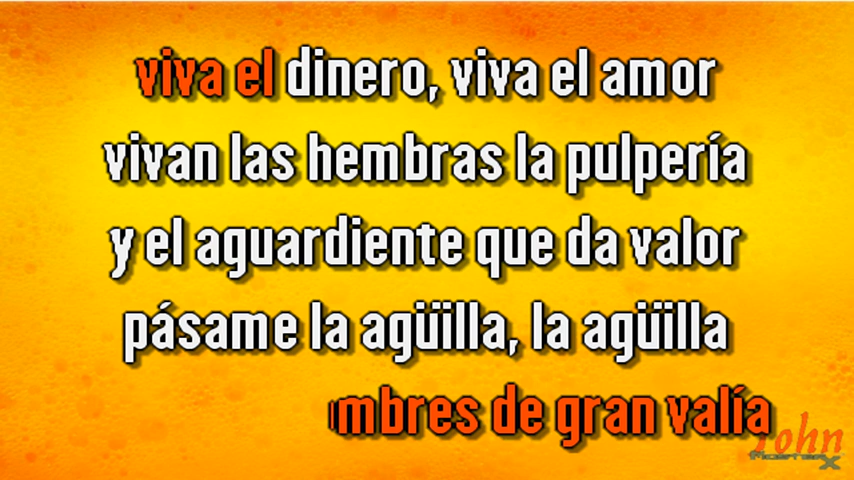 viva el dinero, viva el amor
vivan las hembras la pulpería
y el aguardiente que da valor
pásame la agüilla, la agüilla
mbres de gran valía
John